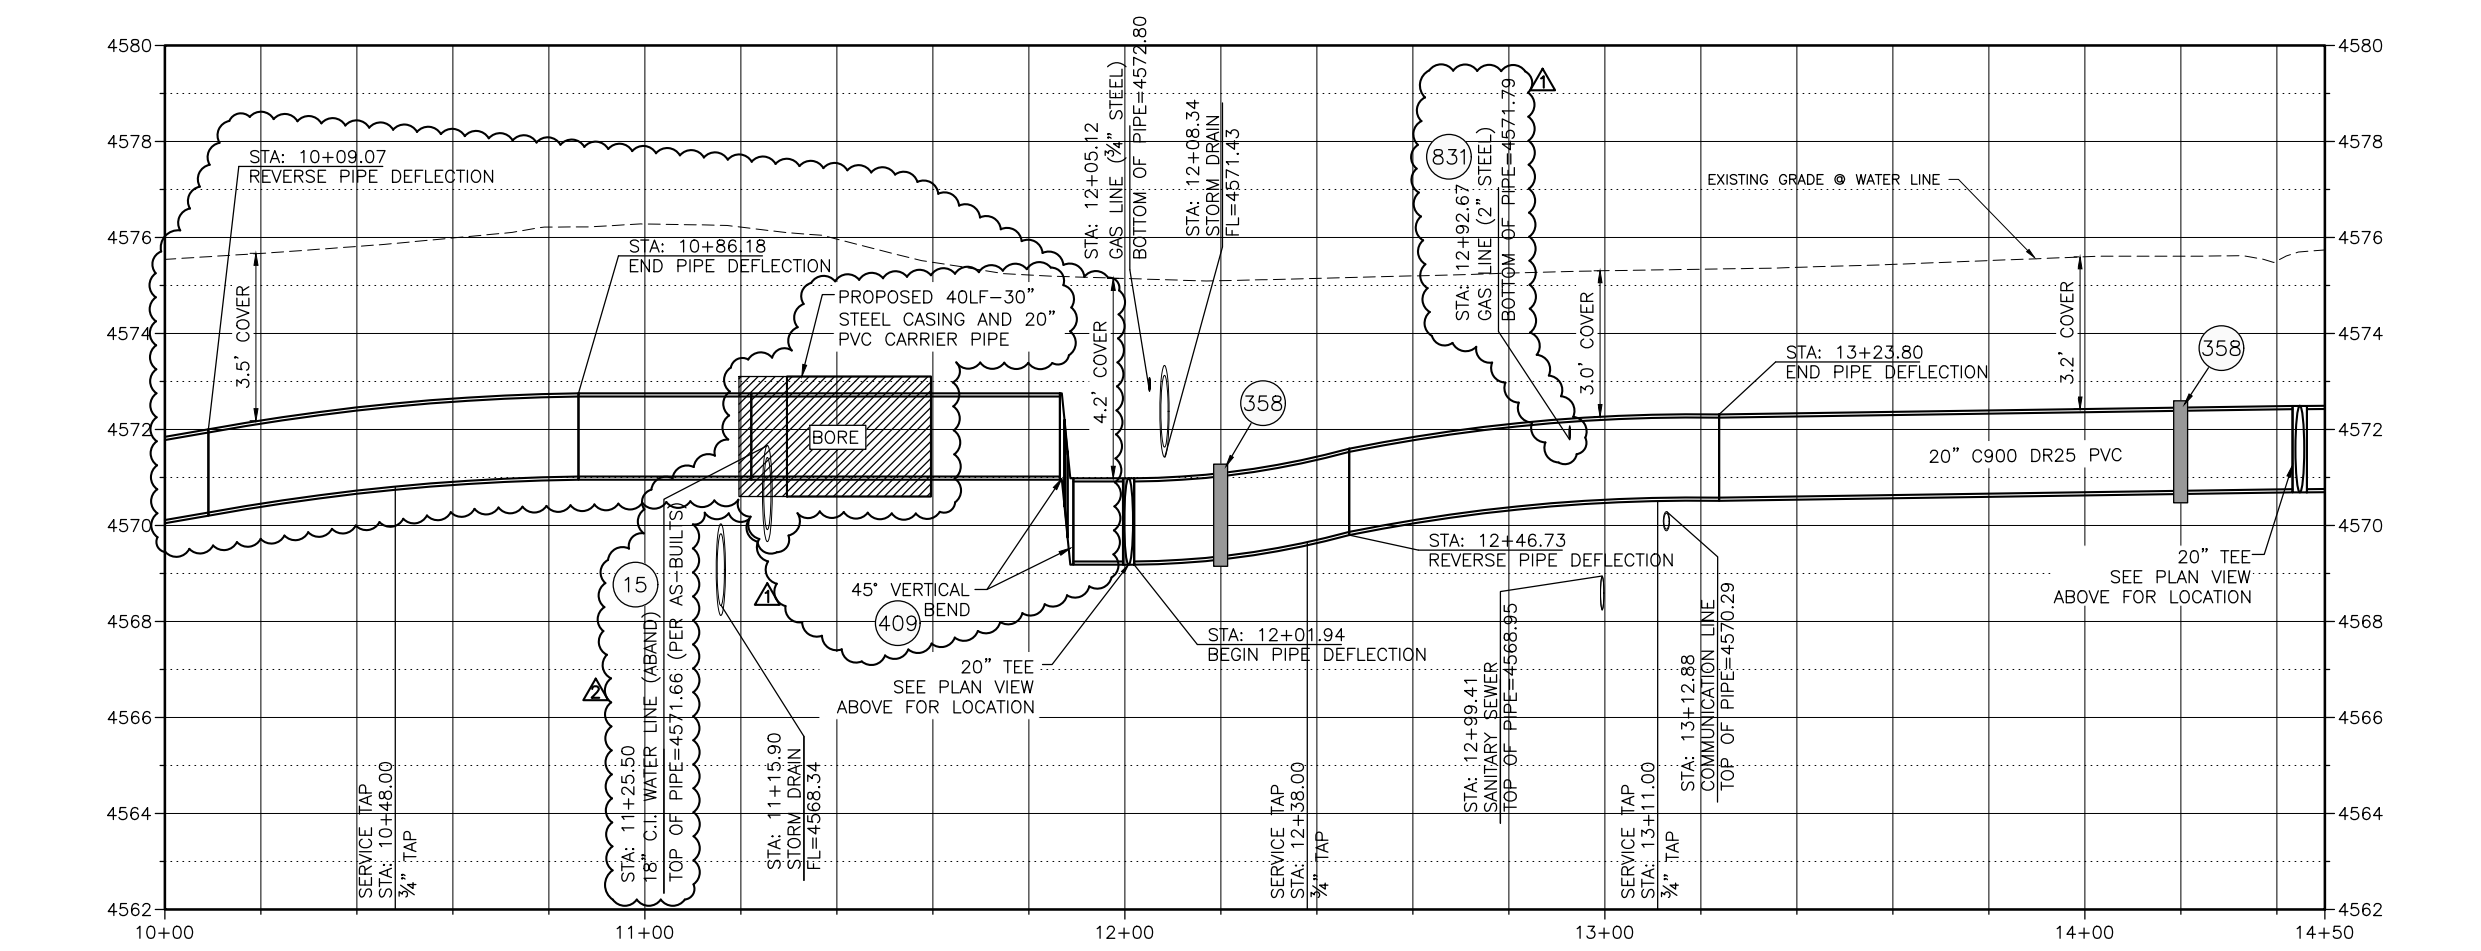 4580
4578
4576
4574
4572
4570
4568
4566
4564
4562
STA: 10+09.07
REVERSE PIPE DEFLECTION
3.5' COVER
STA: 10+86.18
END PIPE DEFLECTION
PROPOSED 40LF-30"
STEEL CASING AND 20"
PVC CARRIER PIPE
BORE
4.2' COVER
STA: 12+05.12
GAS LINE (¾" STEEL)
BOTTOM OF PIPE=4572.80
STA: 12+08.34
STORM DRAIN
FL=4571.43
358
831
1
STA: 12+92.67
GAS LINE (2" STEEL)
BOTTOM OF PIPE=4571.79
EXISTING GRADE @ WATER LINE
3.0' COVER
STA: 13+23.80
END PIPE DEFLECTION
3.2' COVER
358
20" C900 DR25 PVC
20" TEE
SEE PLAN VIEW
ABOVE FOR LOCATION
STA: 12+46.73
REVERSE PIPE DEFLECTION
45° VERTICAL
BEND
409
1
15
2
STA: 11+25.50
18" C.I. WATER LINE (ABAND)
TOP OF PIPE=4571.66 (PER AS-BUILTS)
STA: 11+15.90
STORM DRAIN
FL=4568.34
20" TEE
SEE PLAN VIEW
ABOVE FOR LOCATION
STA: 12+01.94
BEGIN PIPE DEFLECTION
STA: 12+99.41
SANITARY SEWER
TOP OF PIPE=4568.95
STA: 13+12.88
COMMUNICATION LINE
TOP OF PIPE=4570.29
SERVICE TAP
STA: 10+48.00
¾" TAP
SERVICE TAP
STA: 12+38.00
¾" TAP
SERVICE TAP
STA: 13+11.00
¾" TAP
4580
4578
4576
4574
4572
4570
4568
4566
4564
4562
10+00
11+00
12+00
13+00
14+00
14+50